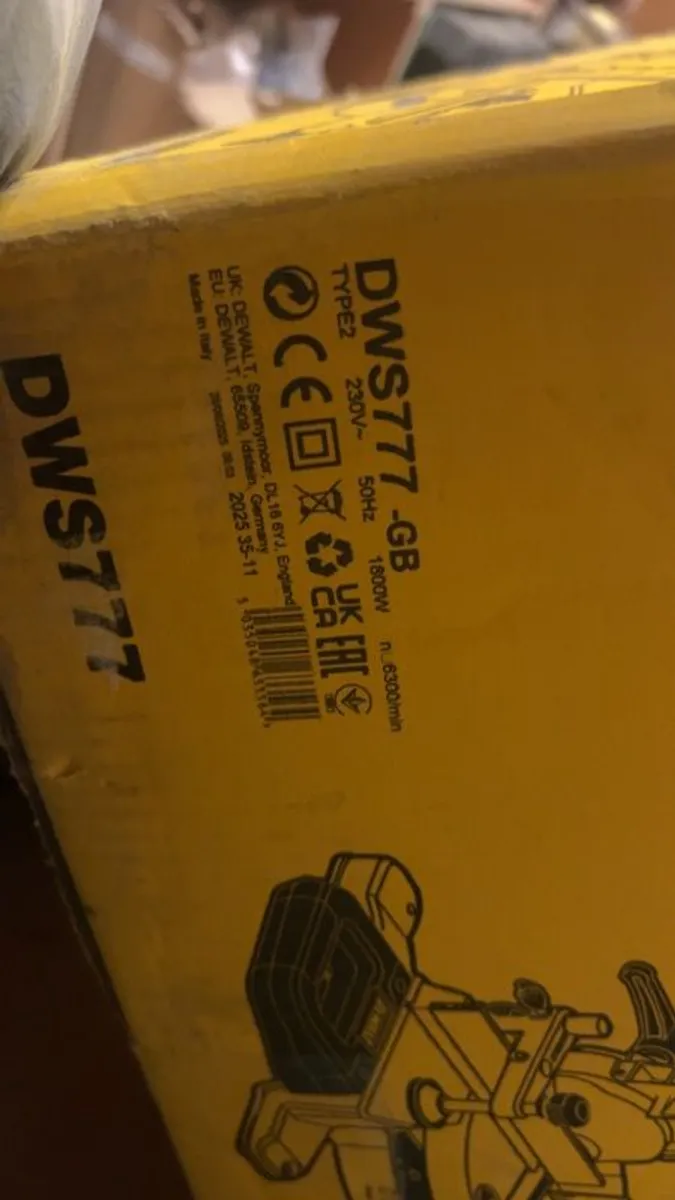 DWS777 -GB
TYPE2 230V~ 50Hz 1800W n 6300/min
CE UK CA EAC
UK: DEWALT, Spennymoor, DL16 6YJ, England
EU: DEWALT, 65509, Idstein, Germany
Made in Italy 2025 35-11
DWS777